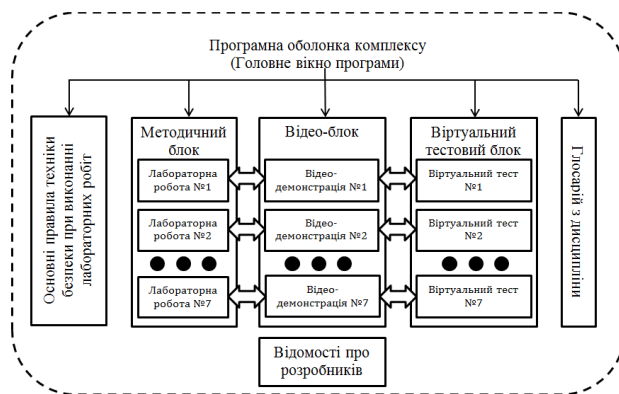 Програмна оболонка комплексу
(Головне вікно програми)
Основні правила техніки
безпеки при виконанні
лабораторних робіт
Методичний
блок
Лабораторна
робота №1
Лабораторна
робота №2
Лабораторна
робота №7
Відео-блок
Відео-
демонстрація №1
Відео-
демонстрація №2
Відео-
демонстрація №7
Віртуальний
тестовий блок
Віртуальний тест
№1
Віртуальний тест
№2
Віртуальний тест
№7
Глосарій з дисципліни
Відомості про
розробників